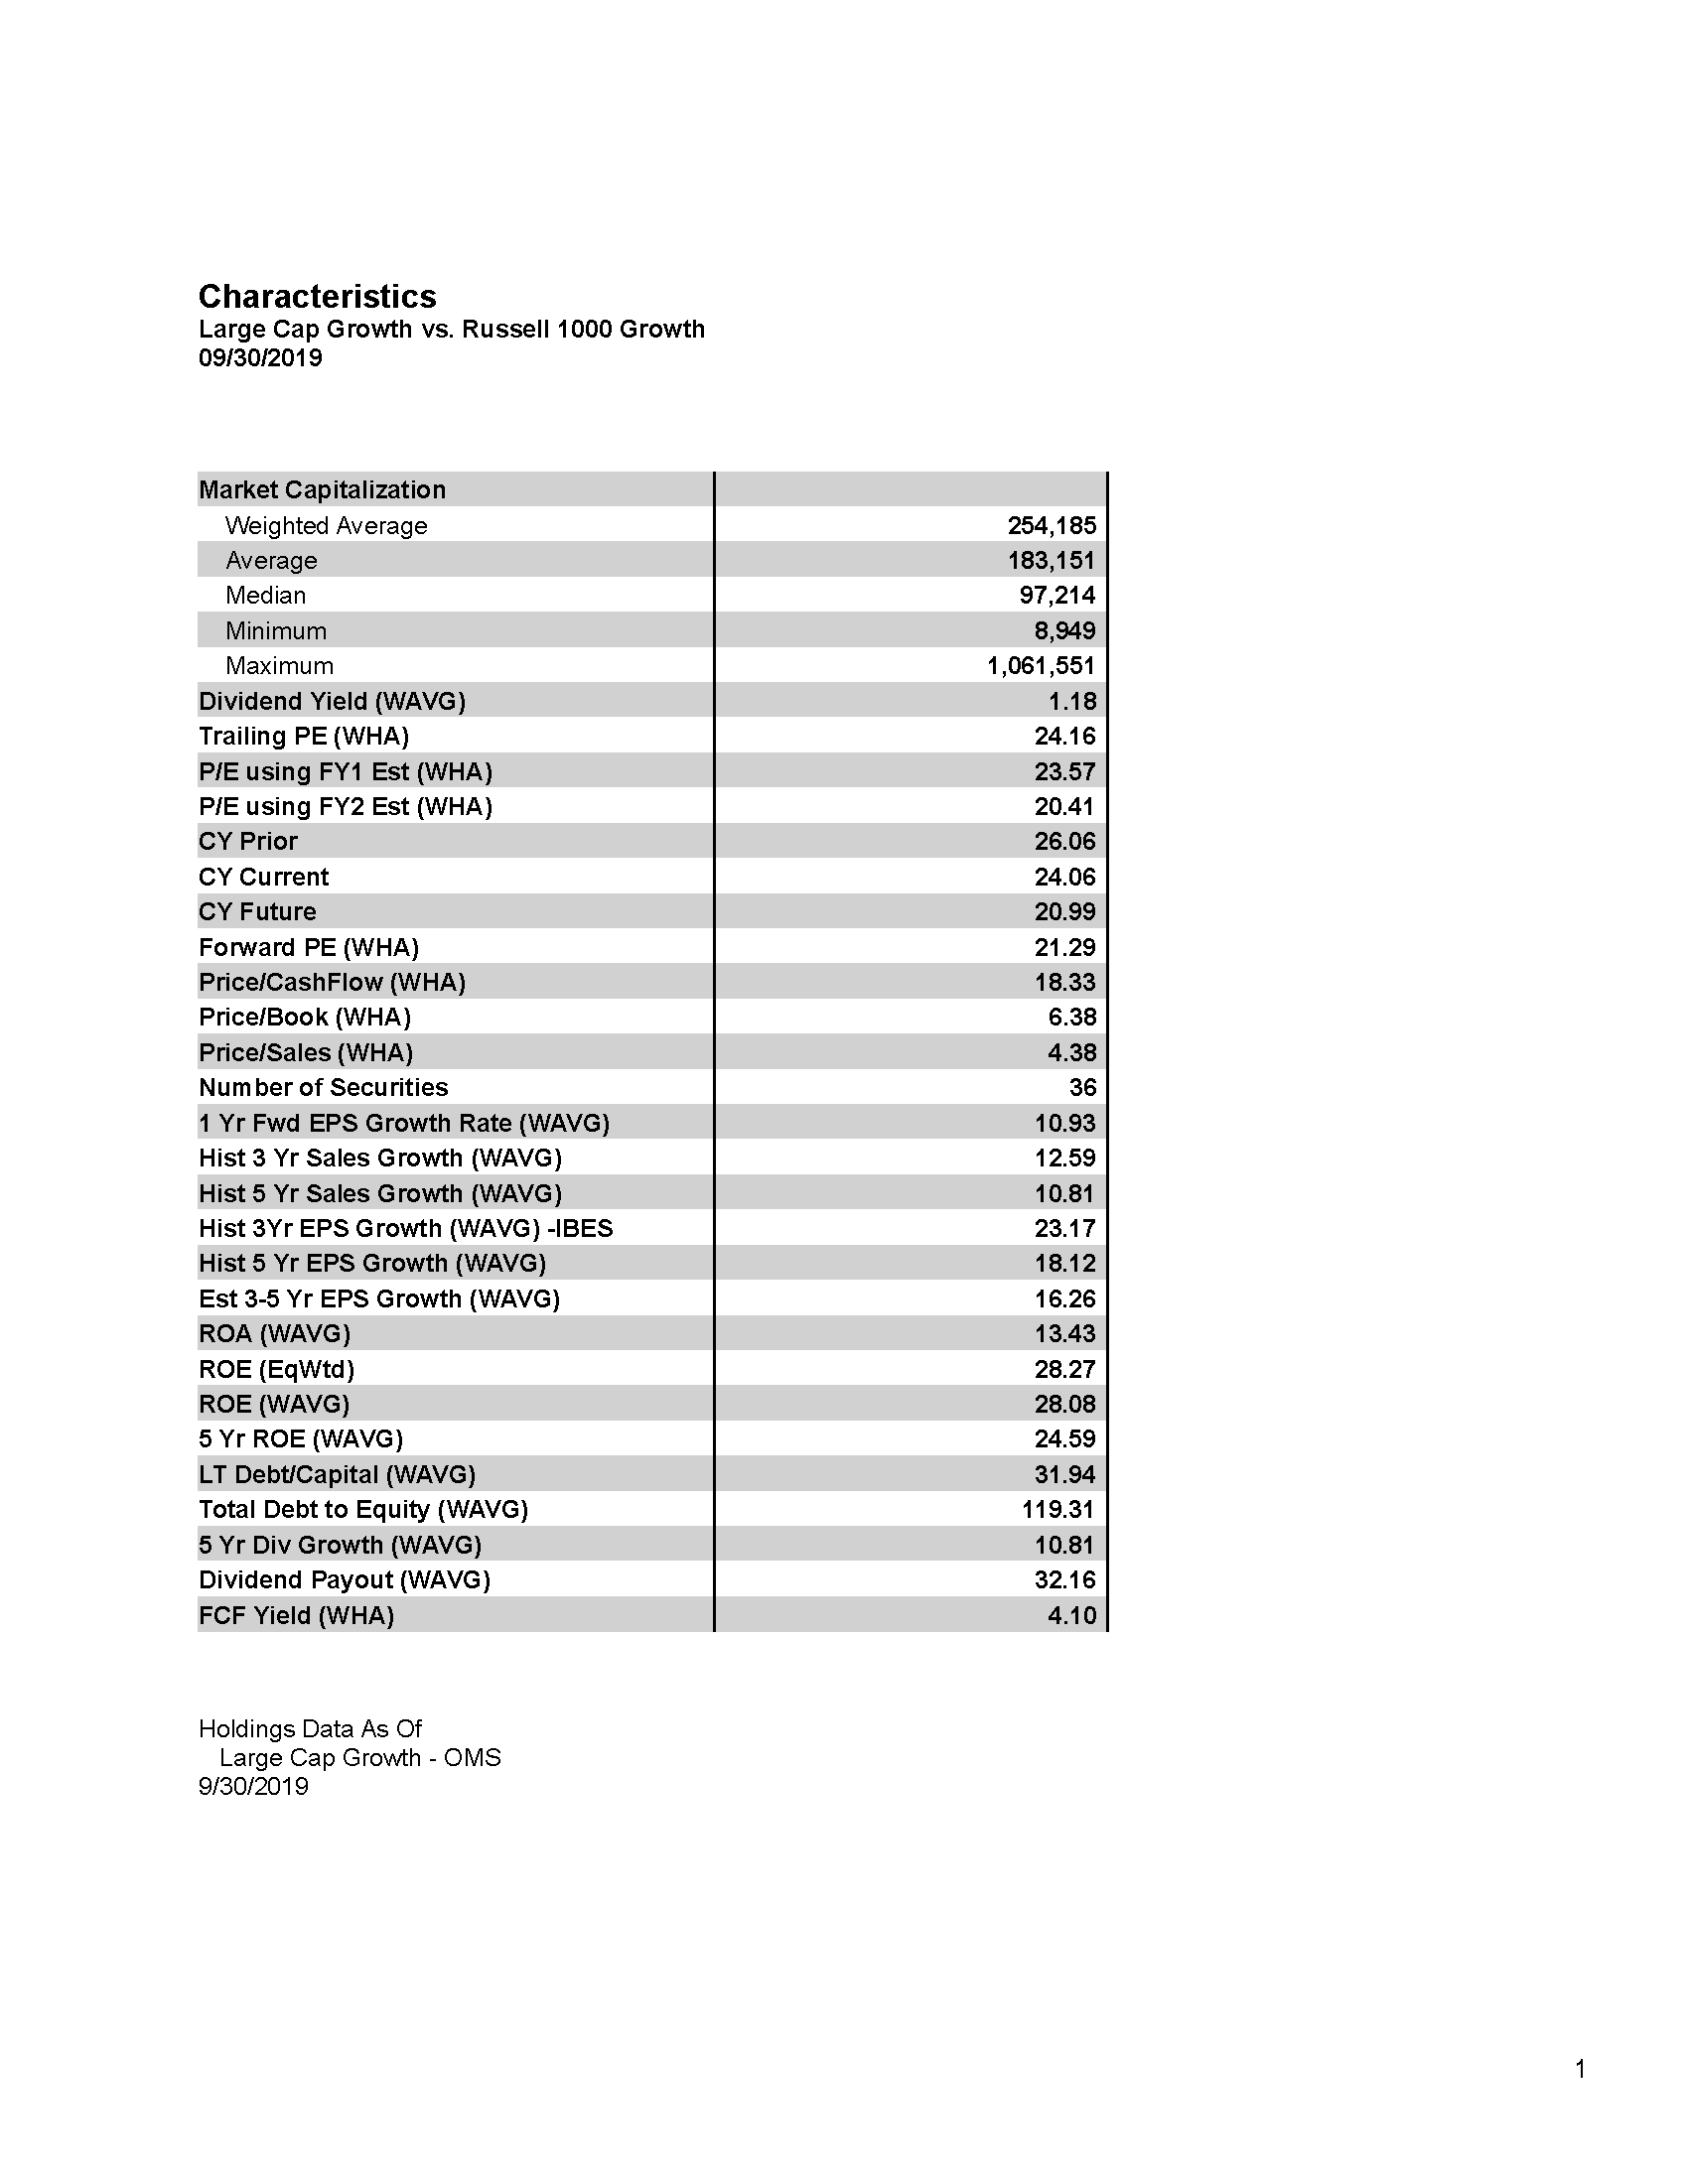 Characteristics
Large Cap Growth vs. Russell 1000 Growth
09/30/2019
Market Capitalization
Weighted Average 254,185
Average 183,151
Median 97,214
Minimum 8,949
Maximum 1,061,551
Dividend Yield (WAVG) 1.18
Trailing PE (WHA) 24.16
P/E using FY1 Est (WHA) 23.57
P/E using FY2 Est (WHA) 20.41
CY Prior 26.06
CY Current 24.06
CY Future 20.99
Forward PE (WHA) 21.29
Price/CashFlow (WHA) 18.33
Price/Book (WHA) 6.38
Price/Sales (WHA) 4.38
Number of Securities 36
1 Yr Fwd EPS Growth Rate (WAVG) 10.93
Hist 3 Yr Sales Growth (WAVG) 12.59
Hist 5 Yr Sales Growth (WAVG) 10.81
Hist 3Yr EPS Growth (WAVG) -IBES 23.17
Hist 5 Yr EPS Growth (WAVG) 18.12
Est 3-5 Yr EPS Growth (WAVG) 16.26
ROA (WAVG) 13.43
ROE (EqWtd) 28.27
ROE (WAVG) 28.08
5 Yr ROE (WAVG) 24.59
LT Debt/Capital (WAVG) 31.94
Total Debt to Equity (WAVG) 119.31
5 Yr Div Growth (WAVG) 10.81
Dividend Payout (WAVG) 32.16
FCF Yield (WHA) 4.10
Holdings Data As Of
Large Cap Growth - OMS
9/30/2019
1